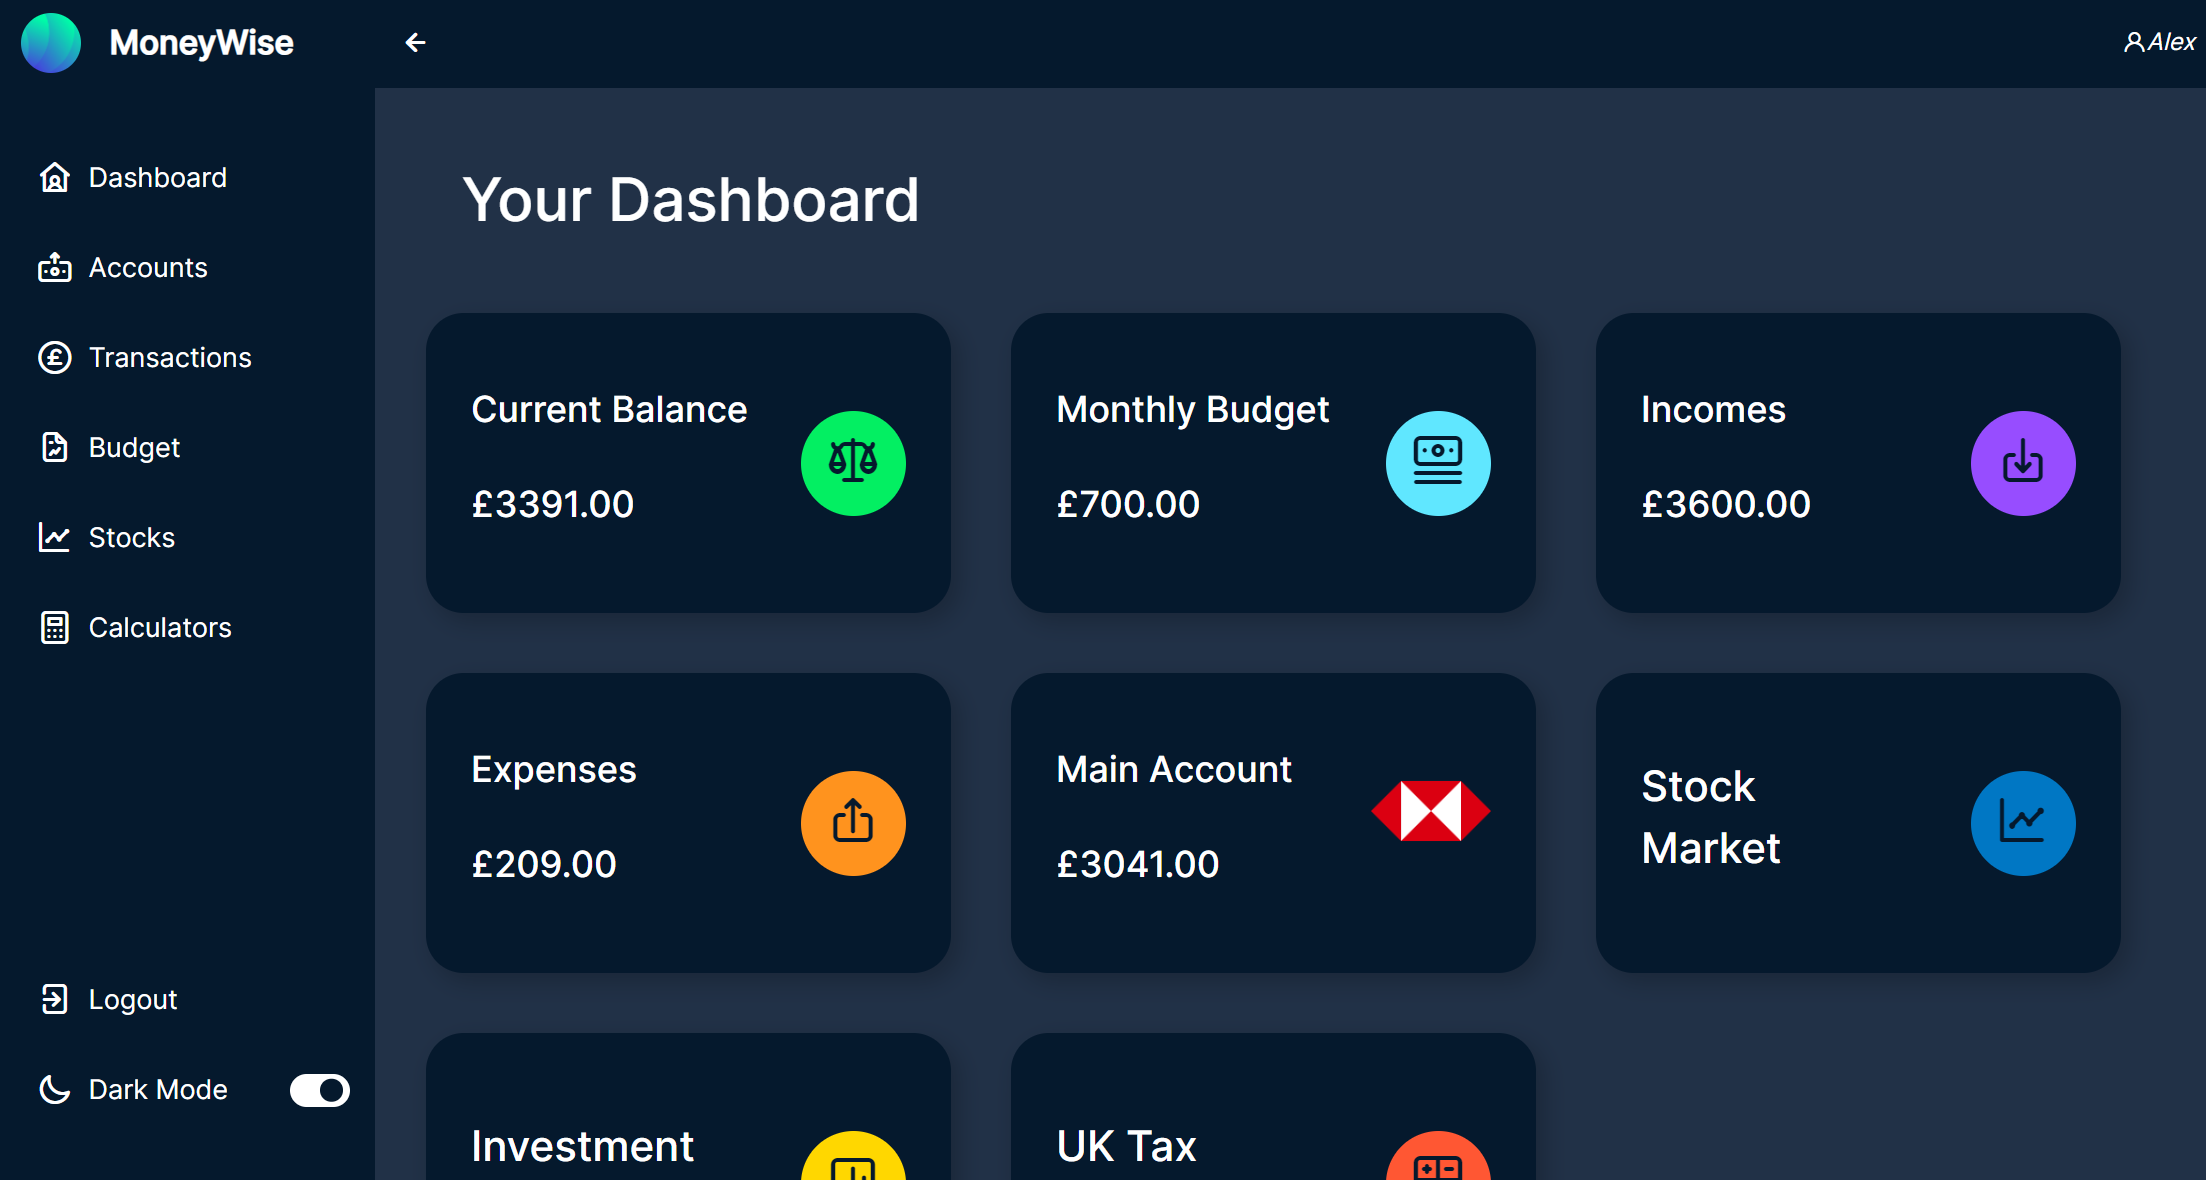 MoneyWise
Alex
Dashboard
Accounts
Transactions
Budget
Stocks
Calculators
Logout
Dark Mode
Your Dashboard
Current Balance
£3391.00
Monthly Budget
£700.00
Incomes
£3600.00
Expenses
£209.00
Main Account
£3041.00
Stock
Market
Investment
UK Tax